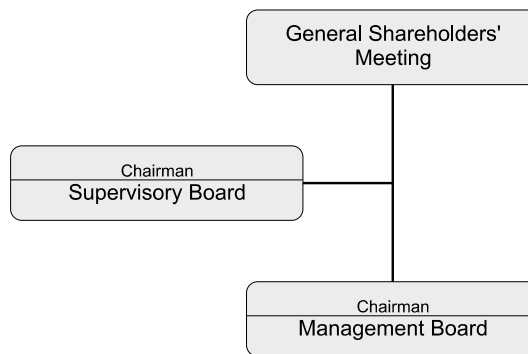 General Shareholders'
Meeting
Chairman
Supervisory Board
Chairman
Management Board